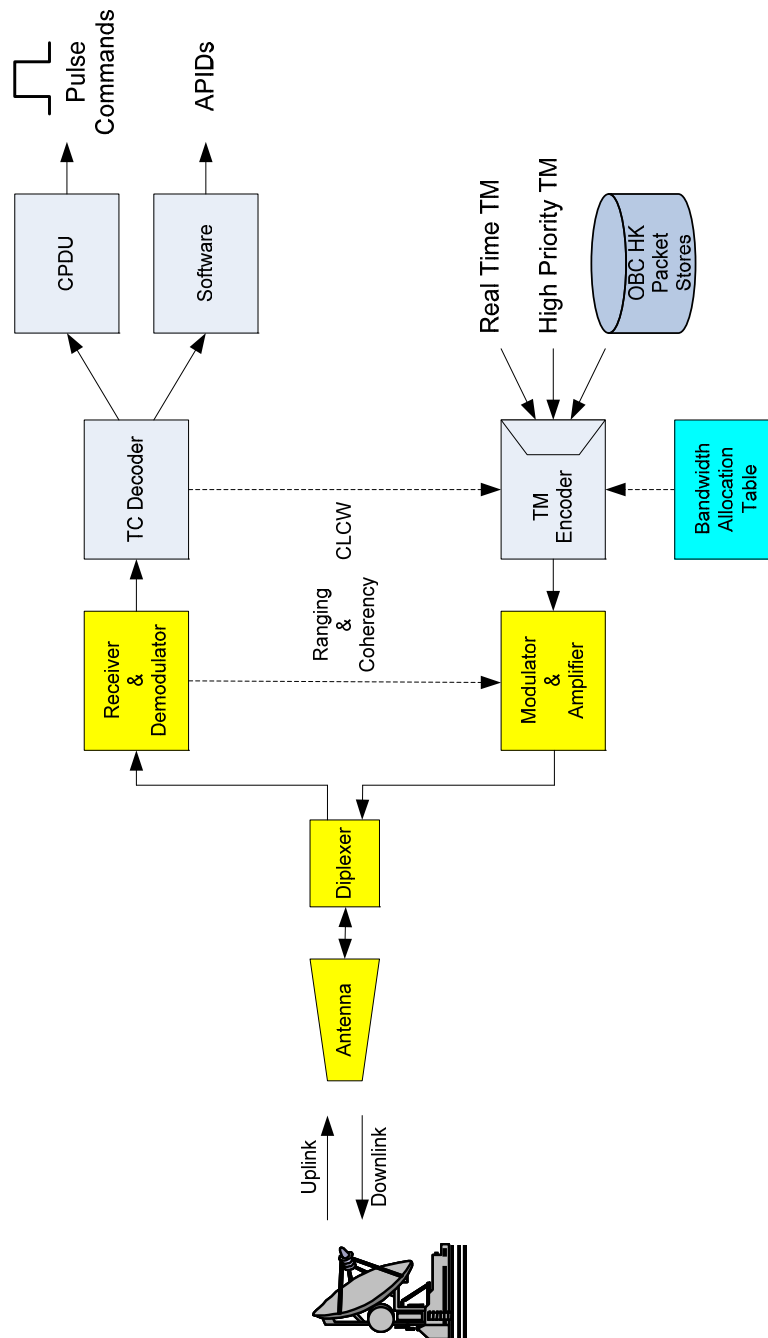 Pulse
Commands
APIDs
CPDU
Software
Real Time TM
High Priority TM
OBC HK
Packet
Stores
TC Decoder
CLCW
TM
Encoder
Bandwidth
Allocation
Table
Receiver
&
Demodulator
Ranging
&
Coherency
Modulator
&
Amplifier
Diplexer
Antenna
Uplink
Downlink